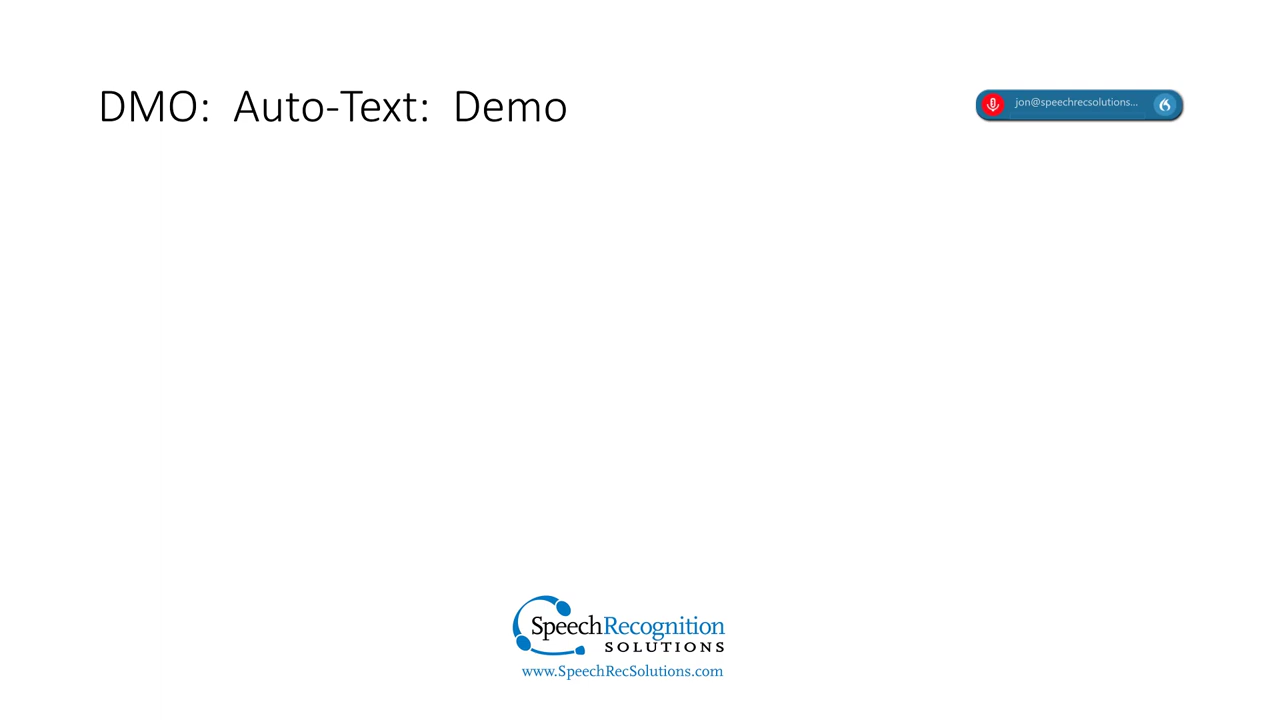 DMO: Auto-Text: Demo
jon@speechrecsolutions...
SpeechRecognition
SOLUTIONS
www.SpeechRecSolutions.com